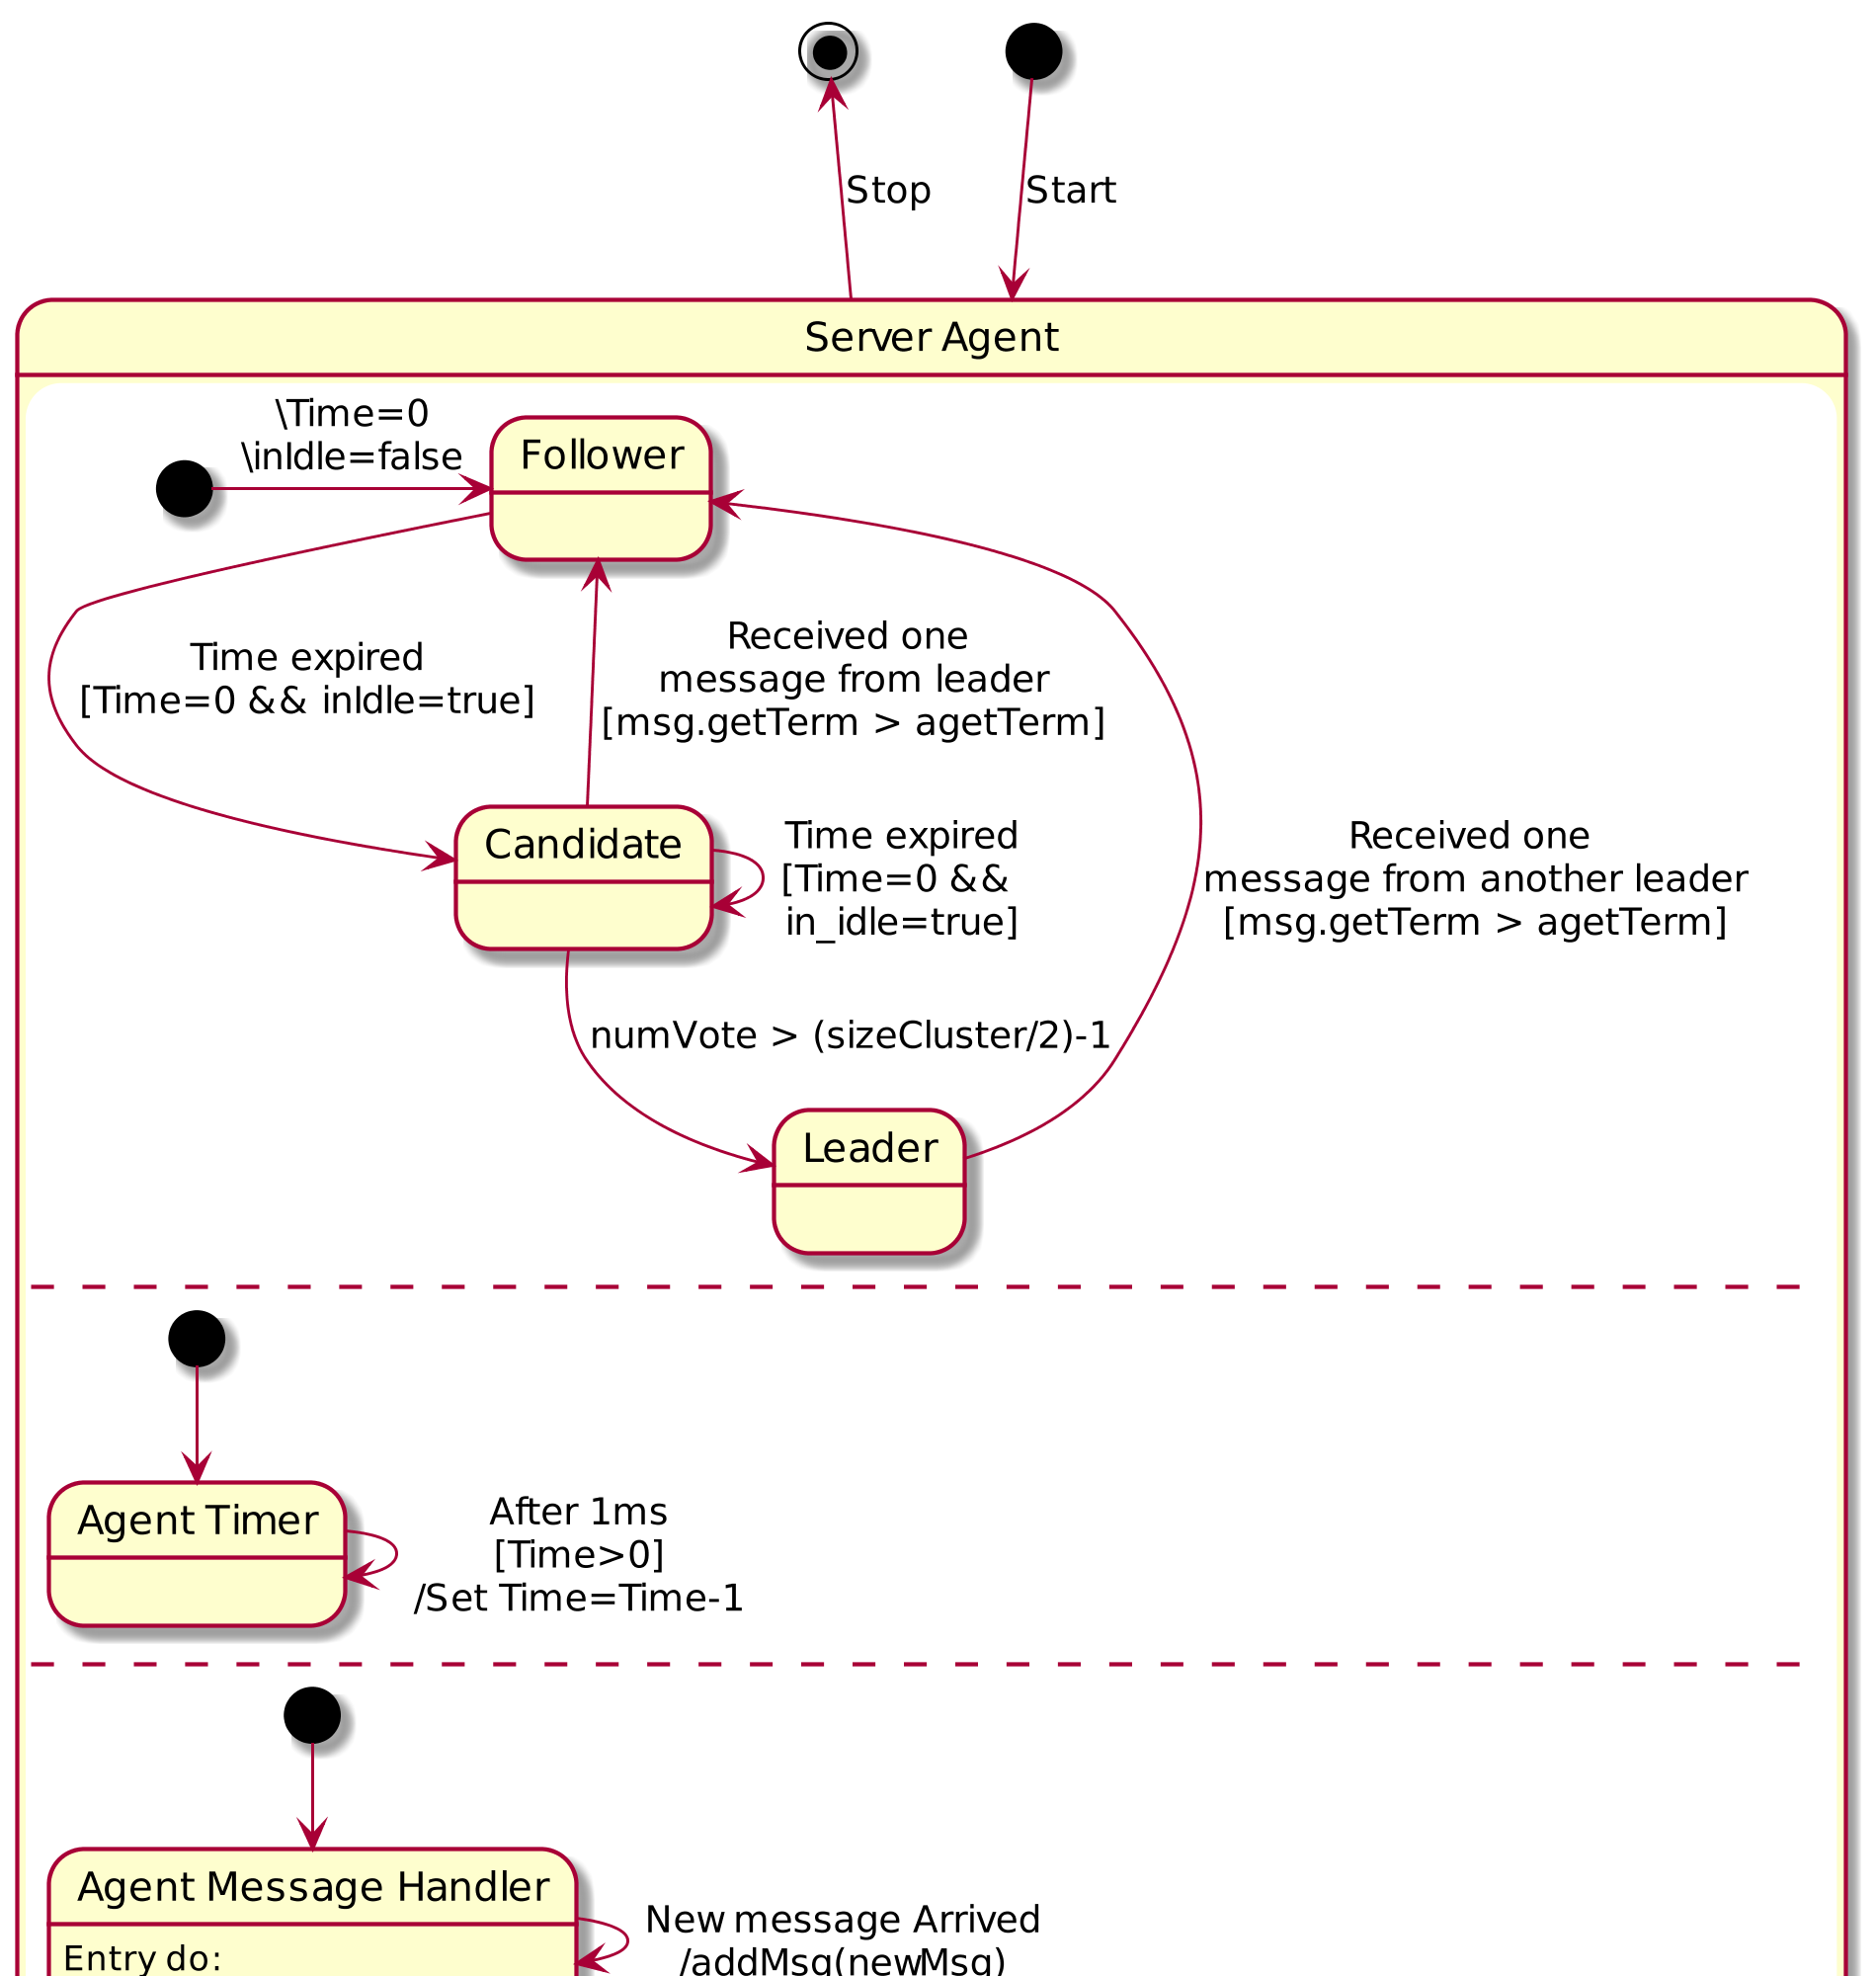 Stop
Start
Server Agent
\Time=0
\inIdle=false
Follower
Time expired
[Time=0 && inIdle=true]
Received one
message from leader
[msg.getTerm > agetTerm]
Candidate
Time expired
[Time=0 &&
in_idle=true]
Received one
message from another leader
[msg.getTerm > agetTerm]
numVote > (sizeCluster/2)-1
Leader
Agent Timer
After 1ms
[Time>0]
/Set Time=Time-1
Agent Message Handler
Entry do:
New message Arrived
/addMsg(newMsg)